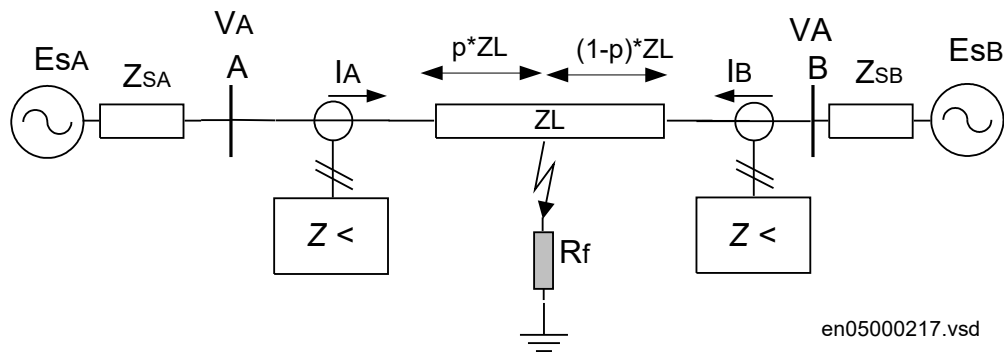 VA
p*ZL
(1-p)*ZL
VA
EsA
ZSA
A
IA
IB
B
ZSB
EsB
ZL
Z <
Z <
Rf
en05000217.vsd